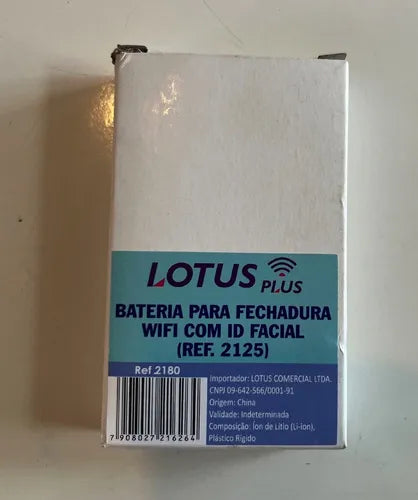 LOTUS PLUS
BATERIA PARA FECHADURA
WIFI COM ID FACIAL
(REF. 2125)
Ref 2180
Importador: LOTUS COMERCIAL LTDA.
CNPJ 09-642-566/0001-91
Origem: China
Validade: Indeterminada
Composição: Íon de Lítio (Li-Ion),
Plástico Rígido
7 908027 216264